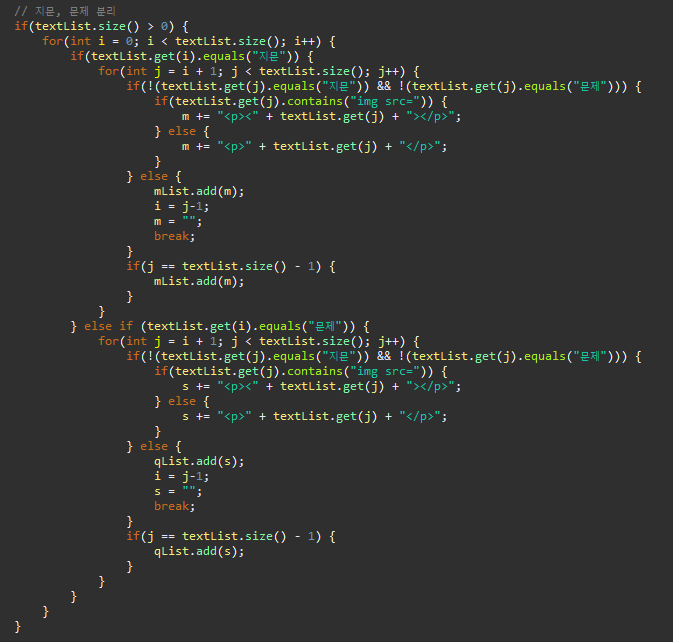 // 지문, 문제 분리
if(textList.size() > 0) {
    for(int i = 0; i < textList.size(); i++) {
        if(textList.get(i).equals("지문")) {
            for(int j = i + 1; j < textList.size(); j++) {
                if(!(textList.get(j).equals("지문")) && !(textList.get(j).equals("문제"))) {
                    if(textList.get(j).contains("img src=")) {
                        m += "<p><" + textList.get(j) + "></p>";
                    } else {
                        m += "<p>" + textList.get(j) + "</p>";
                    }
                } else {
                    mList.add(m);
                    i = j-1;
                    m = "";
                    break;
                }
                if(j == textList.size() - 1) {
                    mList.add(m);
                }
            }
        } else if (textList.get(i).equals("문제")) {
            for(int j = i + 1; j < textList.size(); j++) {
                if(!(textList.get(j).equals("지문")) && !(textList.get(j).equals("문제"))) {
                    if(textList.get(j).contains("img src=")) {
                        s += "<p><" + textList.get(j) + "></p>";
                    } else {
                        s += "<p>" + textList.get(j) + "</p>";
                    }
                } else {
                    qList.add(s);
                    i = j-1;
                    s = "";
                    break;
                }
                if(j == textList.size() - 1) {
                    qList.add(s);
                }
            }
        }
    }
}